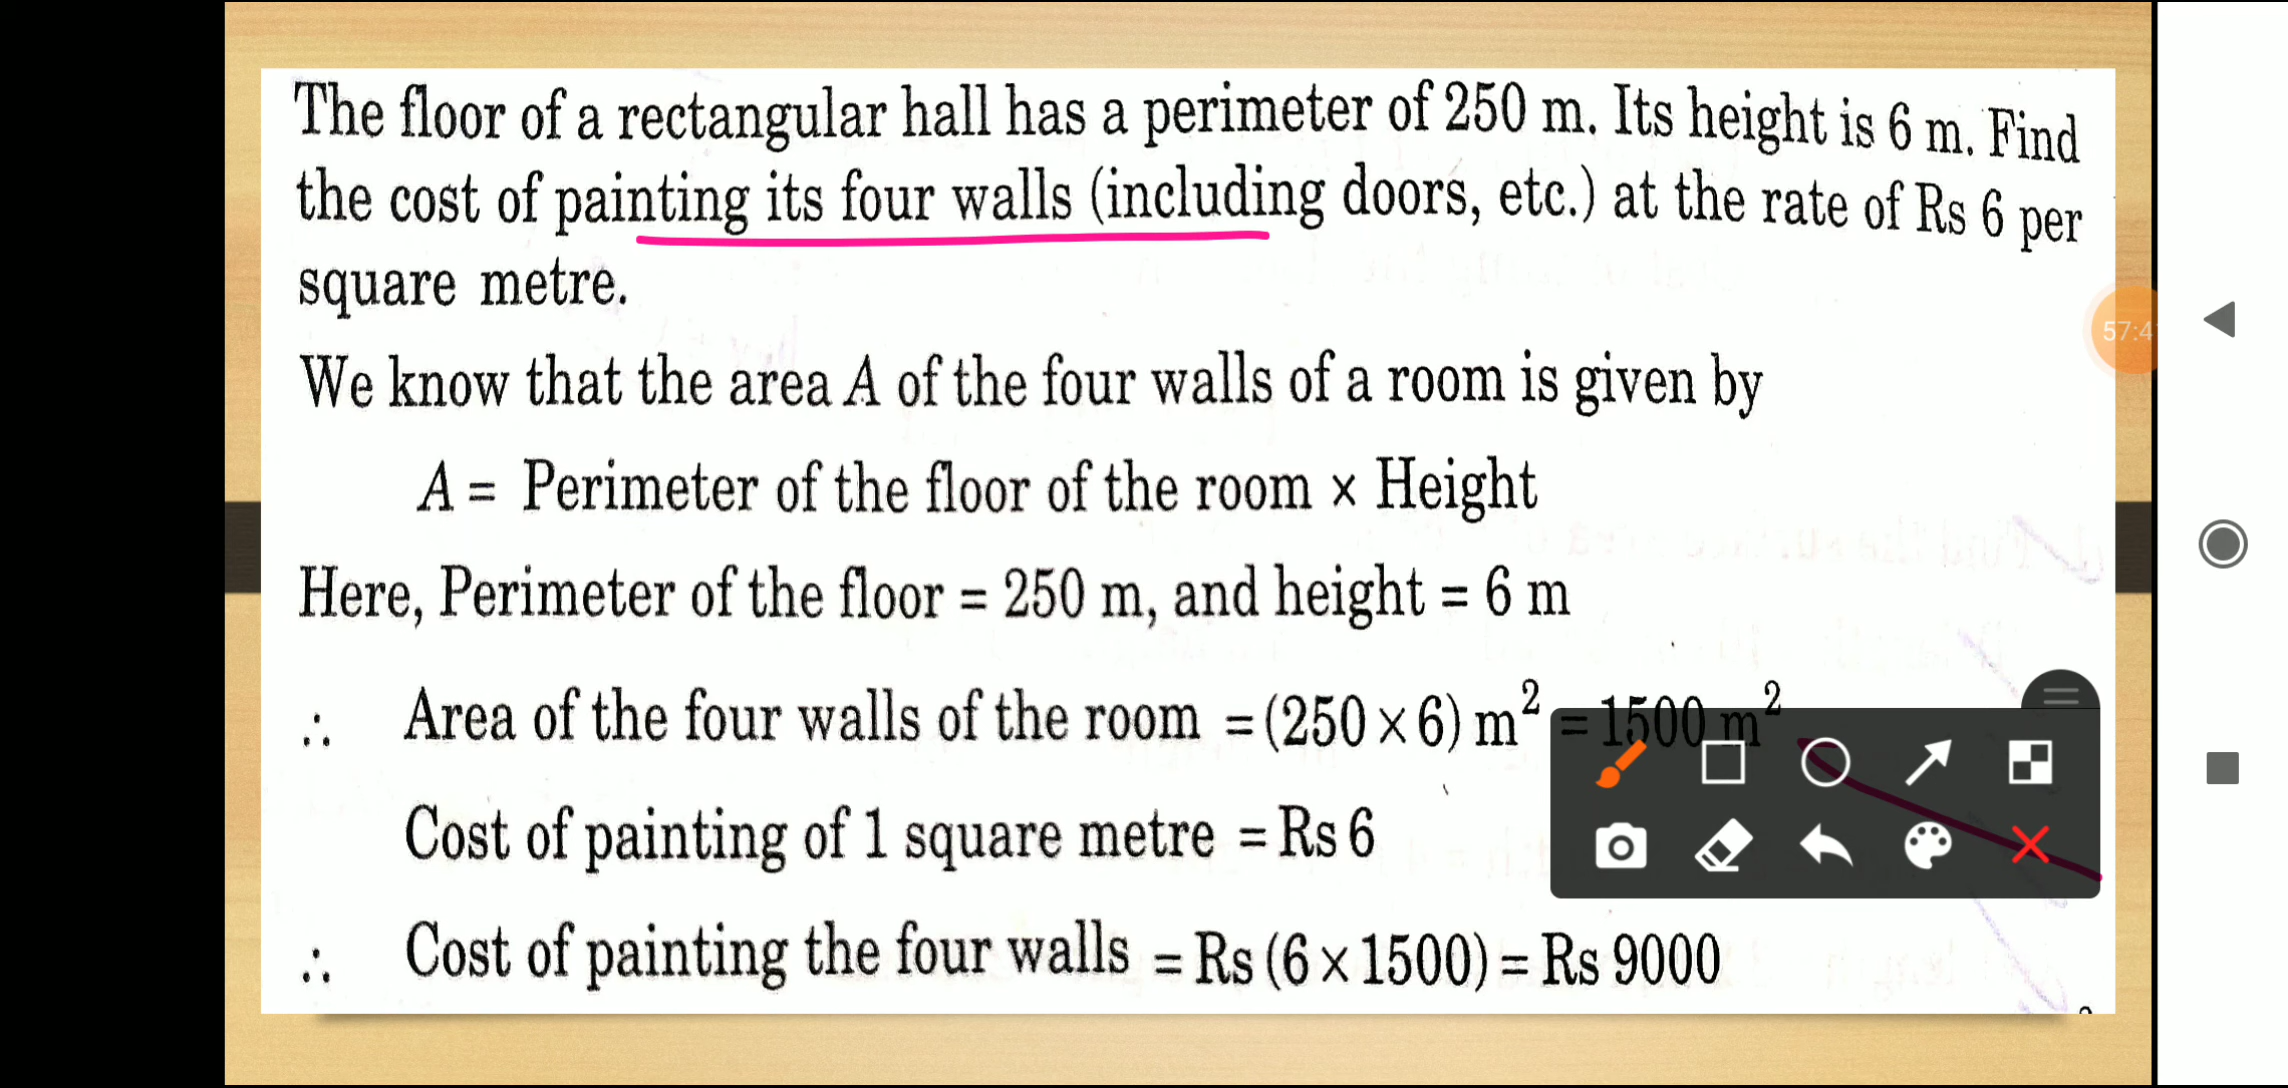 The floor of a rectangular hall has a perimeter of 250 m. Its height is 6 m. Find
the cost of painting its four walls (including doors, etc.) at the rate of Rs 6 per
square metre.
57:4
We know that the area A of the four walls of a room is given by
A = Perimeter of the floor of the room × Height
Here, Perimeter of the floor = 250 m, and height = 6 m
∴ Area of the four walls of the room = (250 × 6) m² = 1500 m²
Cost of painting of 1 square metre = Rs 6
∴ Cost of painting the four walls = Rs (6 × 1500) = Rs 9000